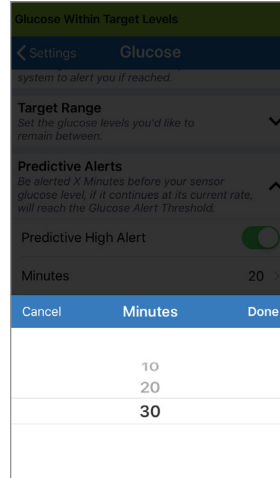 Glucose Within Target Levels
Settings Glucose
system to alert you if reached.
Target Range
Set the glucose levels you'd like to
remain between.
Predictive Alerts
Be alerted X Minutes before your sensor
glucose level, if it continues at its current rate,
will reach the Glucose Alert Threshold.
Predictive High Alert
Minutes 20
Cancel Minutes Done
10
20
30